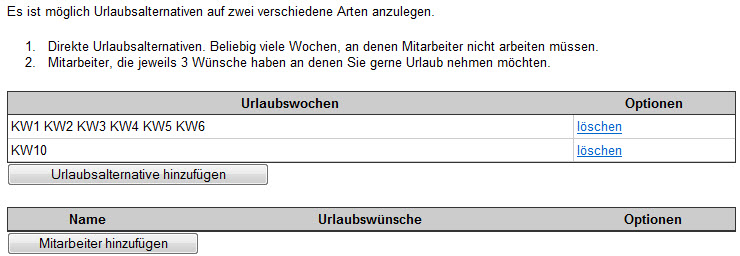 Es ist möglich Urlaubsalternativen auf zwei verschiedene Arten anzulegen.
1. Direkte Urlaubsalternativen. Beliebig viele Wochen, an denen Mitarbeiter nicht arbeiten müssen.
2. Mitarbeiter, die jeweils 3 Wünsche haben an denen Sie gerne Urlaub nehmen möchten.
Urlaubswochen Optionen
KW1 KW2 KW3 KW4 KW5 KW6 löschen
KW10 löschen
Urlaubsalternative hinzufügen
Name Urlaubswünsche Optionen
Mitarbeiter hinzufügen